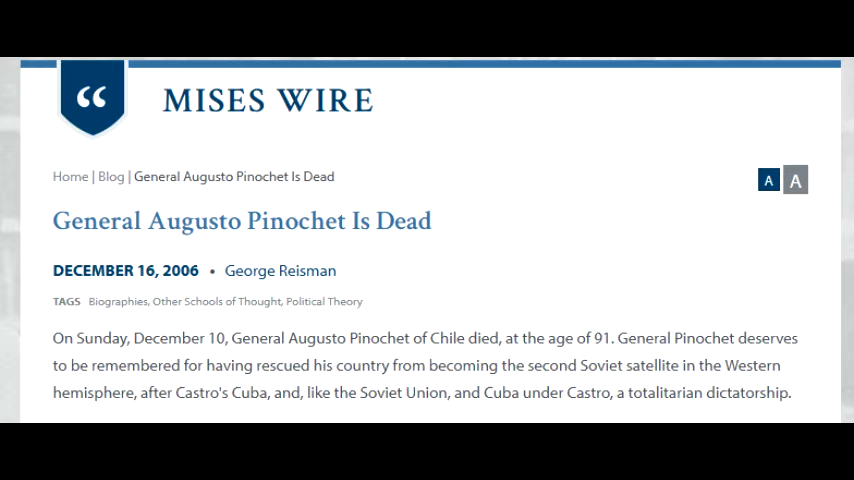 “
MISES WIRE
Home | Blog | General Augusto Pinochet Is Dead
A A
General Augusto Pinochet Is Dead
DECEMBER 16, 2006 • George Reisman
TAGS Biographies, Other Schools of Thought, Political Theory
On Sunday, December 10, General Augusto Pinochet of Chile died, at the age of 91. General Pinochet deserves
to be remembered for having rescued his country from becoming the second Soviet satellite in the Western
hemisphere, after Castro's Cuba, and, like the Soviet Union, and Cuba under Castro, a totalitarian dictatorship.